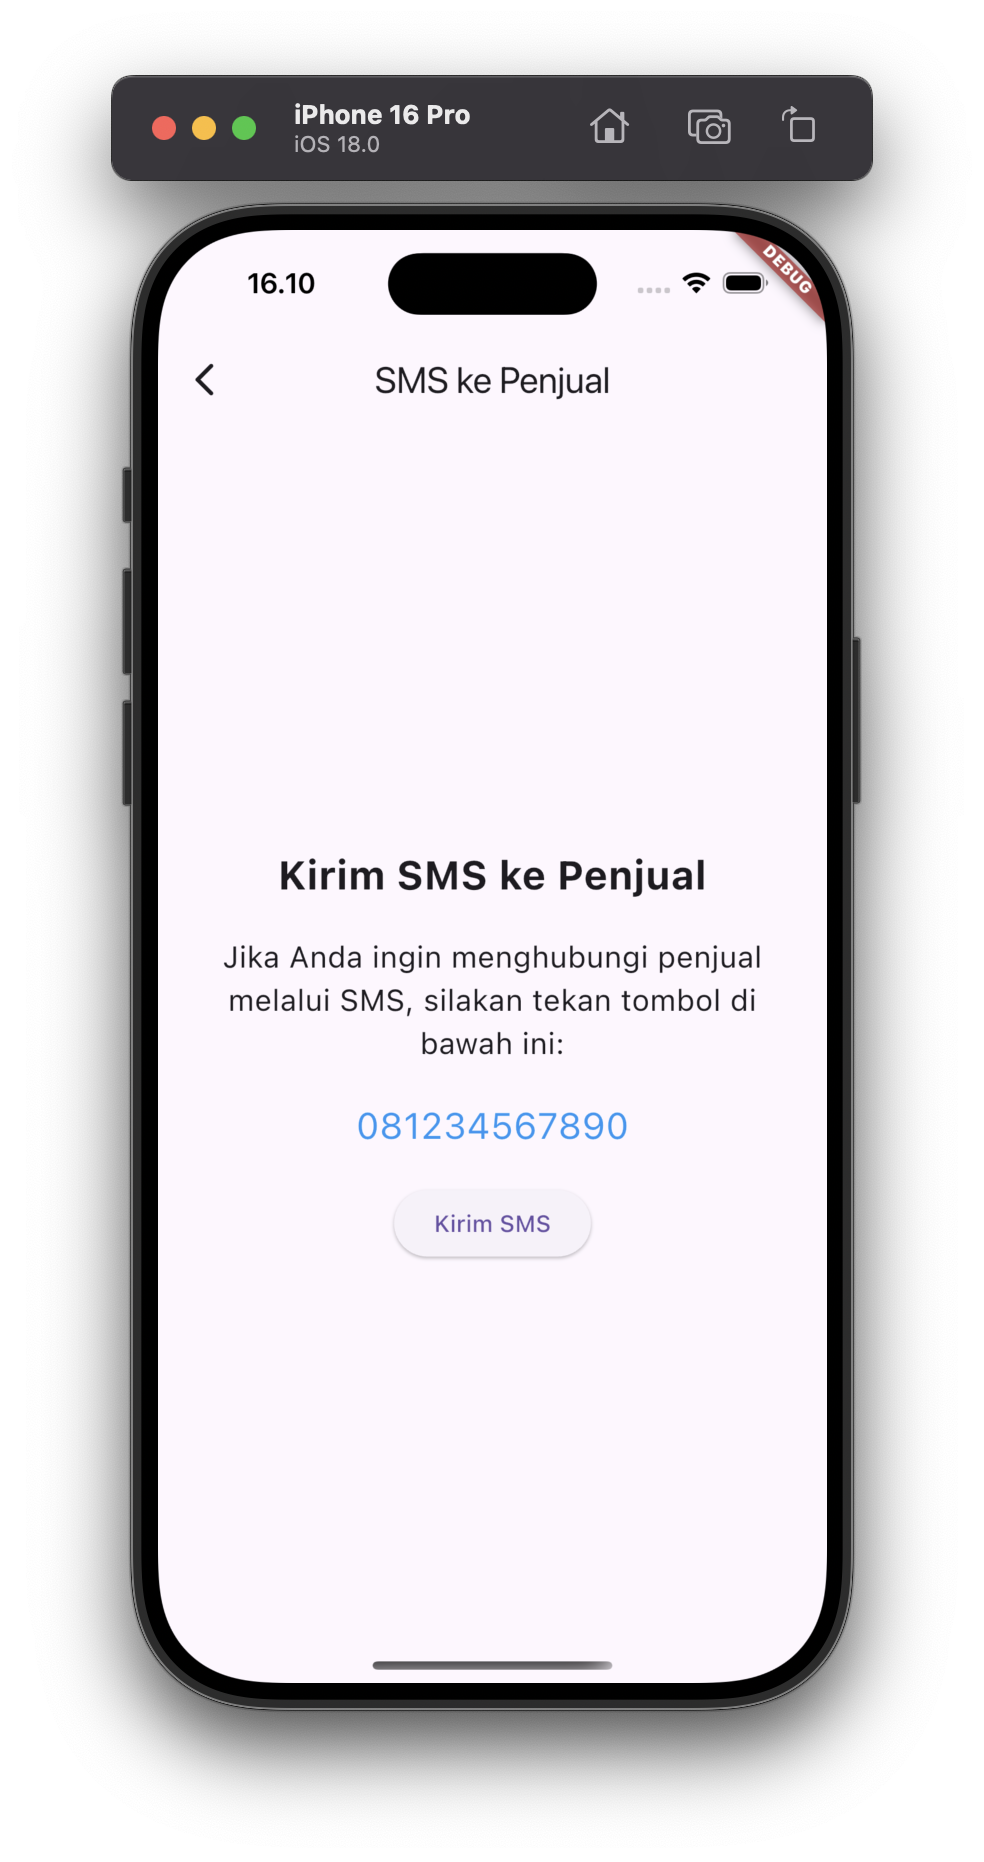 iPhone 16 Pro
iOS 18.0
16.10
DEBUG
SMS ke Penjual
Kirim SMS ke Penjual
Jika Anda ingin menghubungi penjual
melalui SMS, silakan tekan tombol di
bawah ini:
081234567890
Kirim SMS